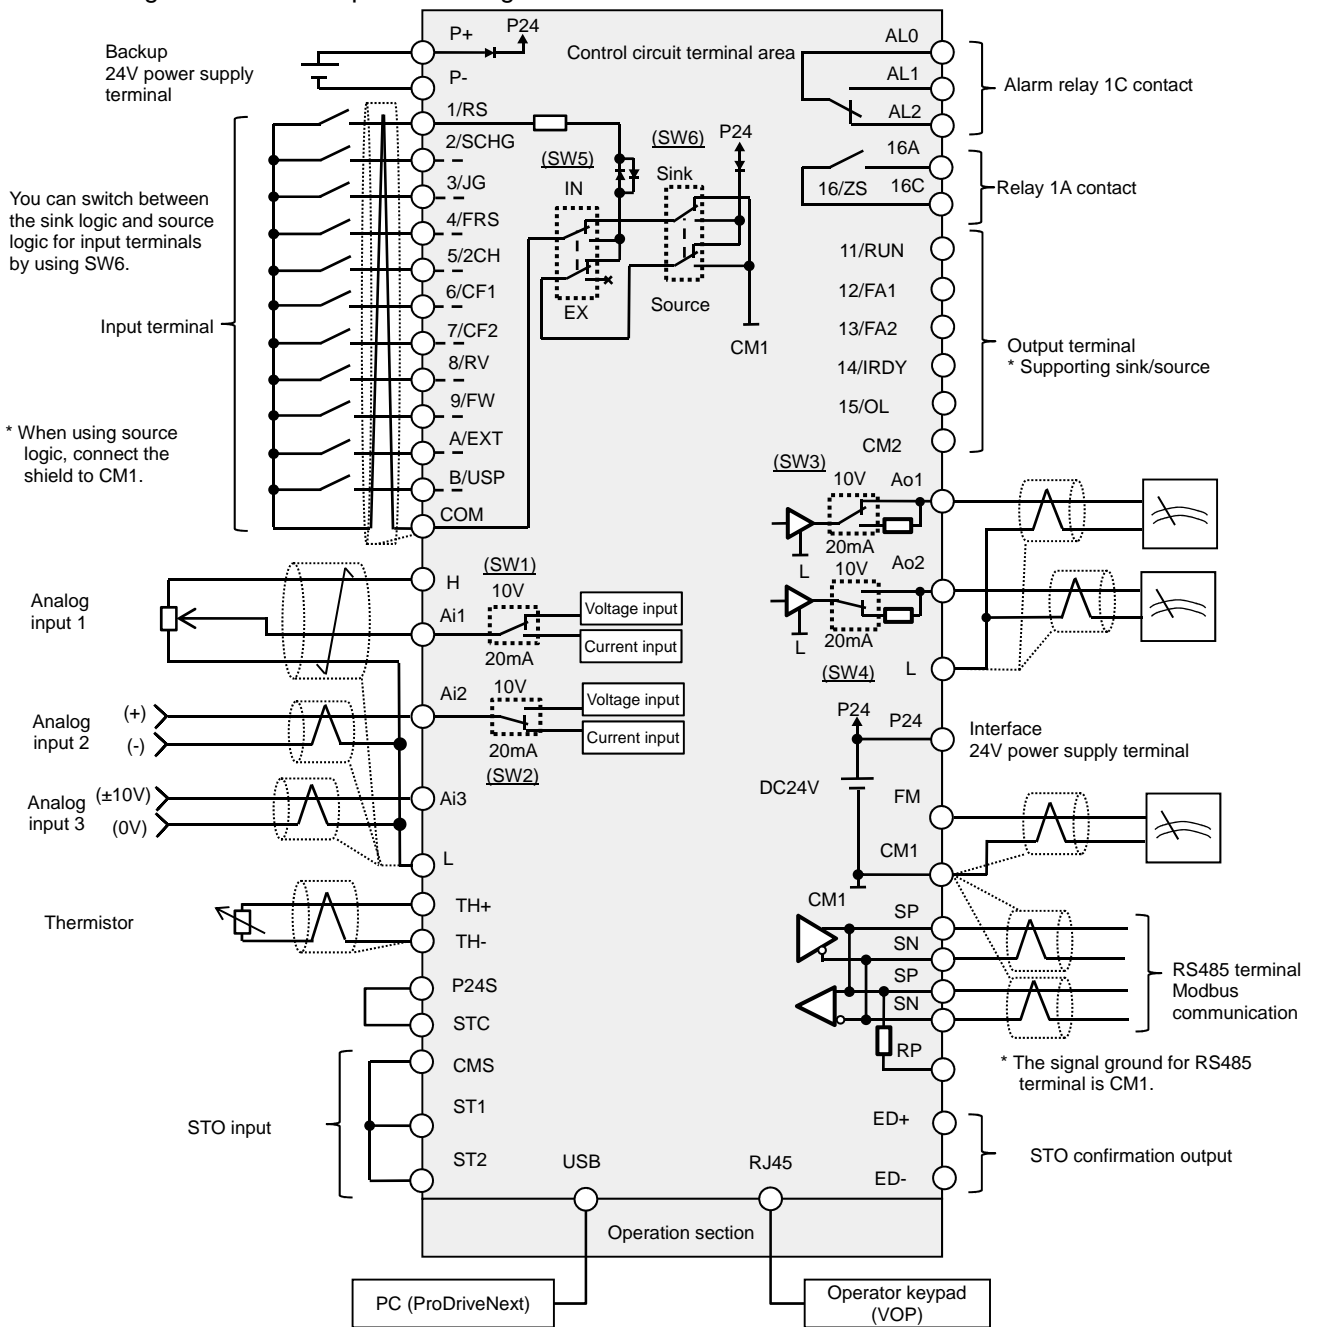 P+
P24
Backup
24V power supply
terminal
P-
Control circuit terminal area
AL0
AL1
AL2
Alarm relay 1C contact
1/RS
2/SCHG
3/JG
4/FRS
5/2CH
6/CF1
7/CF2
8/RV
9/FW
A/EXT
B/USP
COM
You can switch between
the sink logic and source
logic for input terminals
by using SW6.
Input terminal
* When using source
logic, connect the
shield to CM1.
(SW5)
IN
EX
(SW6)
Sink
Source
P24
CM1
16A
16/ZS
16C
Relay 1A contact
11/RUN
12/FA1
13/FA2
14/IRDY
15/OL
CM2
Output terminal
* Supporting sink/source
(SW3)
10V
Ao1
20mA
L
10V
Ao2
20mA
L
(SW4)
L
H
Analog
input 1
Ai1
(SW1)
10V
20mA
Voltage input
Current input
Analog
input 2
(+)
(-)
Ai2
10V
20mA
(SW2)
Voltage input
Current input
Analog
input 3
(±10V)
(0V)
Ai3
L
P24
P24
Interface
24V power supply terminal
DC24V
FM
CM1
CM1
Thermistor
TH+
TH-
SP
SN
SP
SN
RP
RS485 terminal
Modbus
communication
* The signal ground for RS485
terminal is CM1.
P24S
STC
CMS
ST1
ST2
STO input
ED+
ED-
STO confirmation output
USB
RJ45
Operation section
PC (ProDriveNext)
Operator keypad
(VOP)